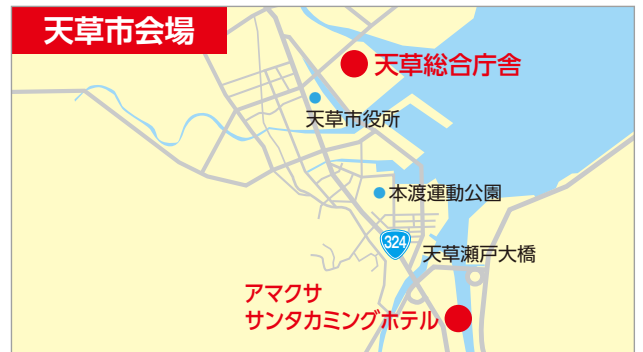 天草市会場
天草総合庁舎
天草市役所
本渡運動公園
324
天草瀬戸大橋
アマクサ
サンタカミングホテル